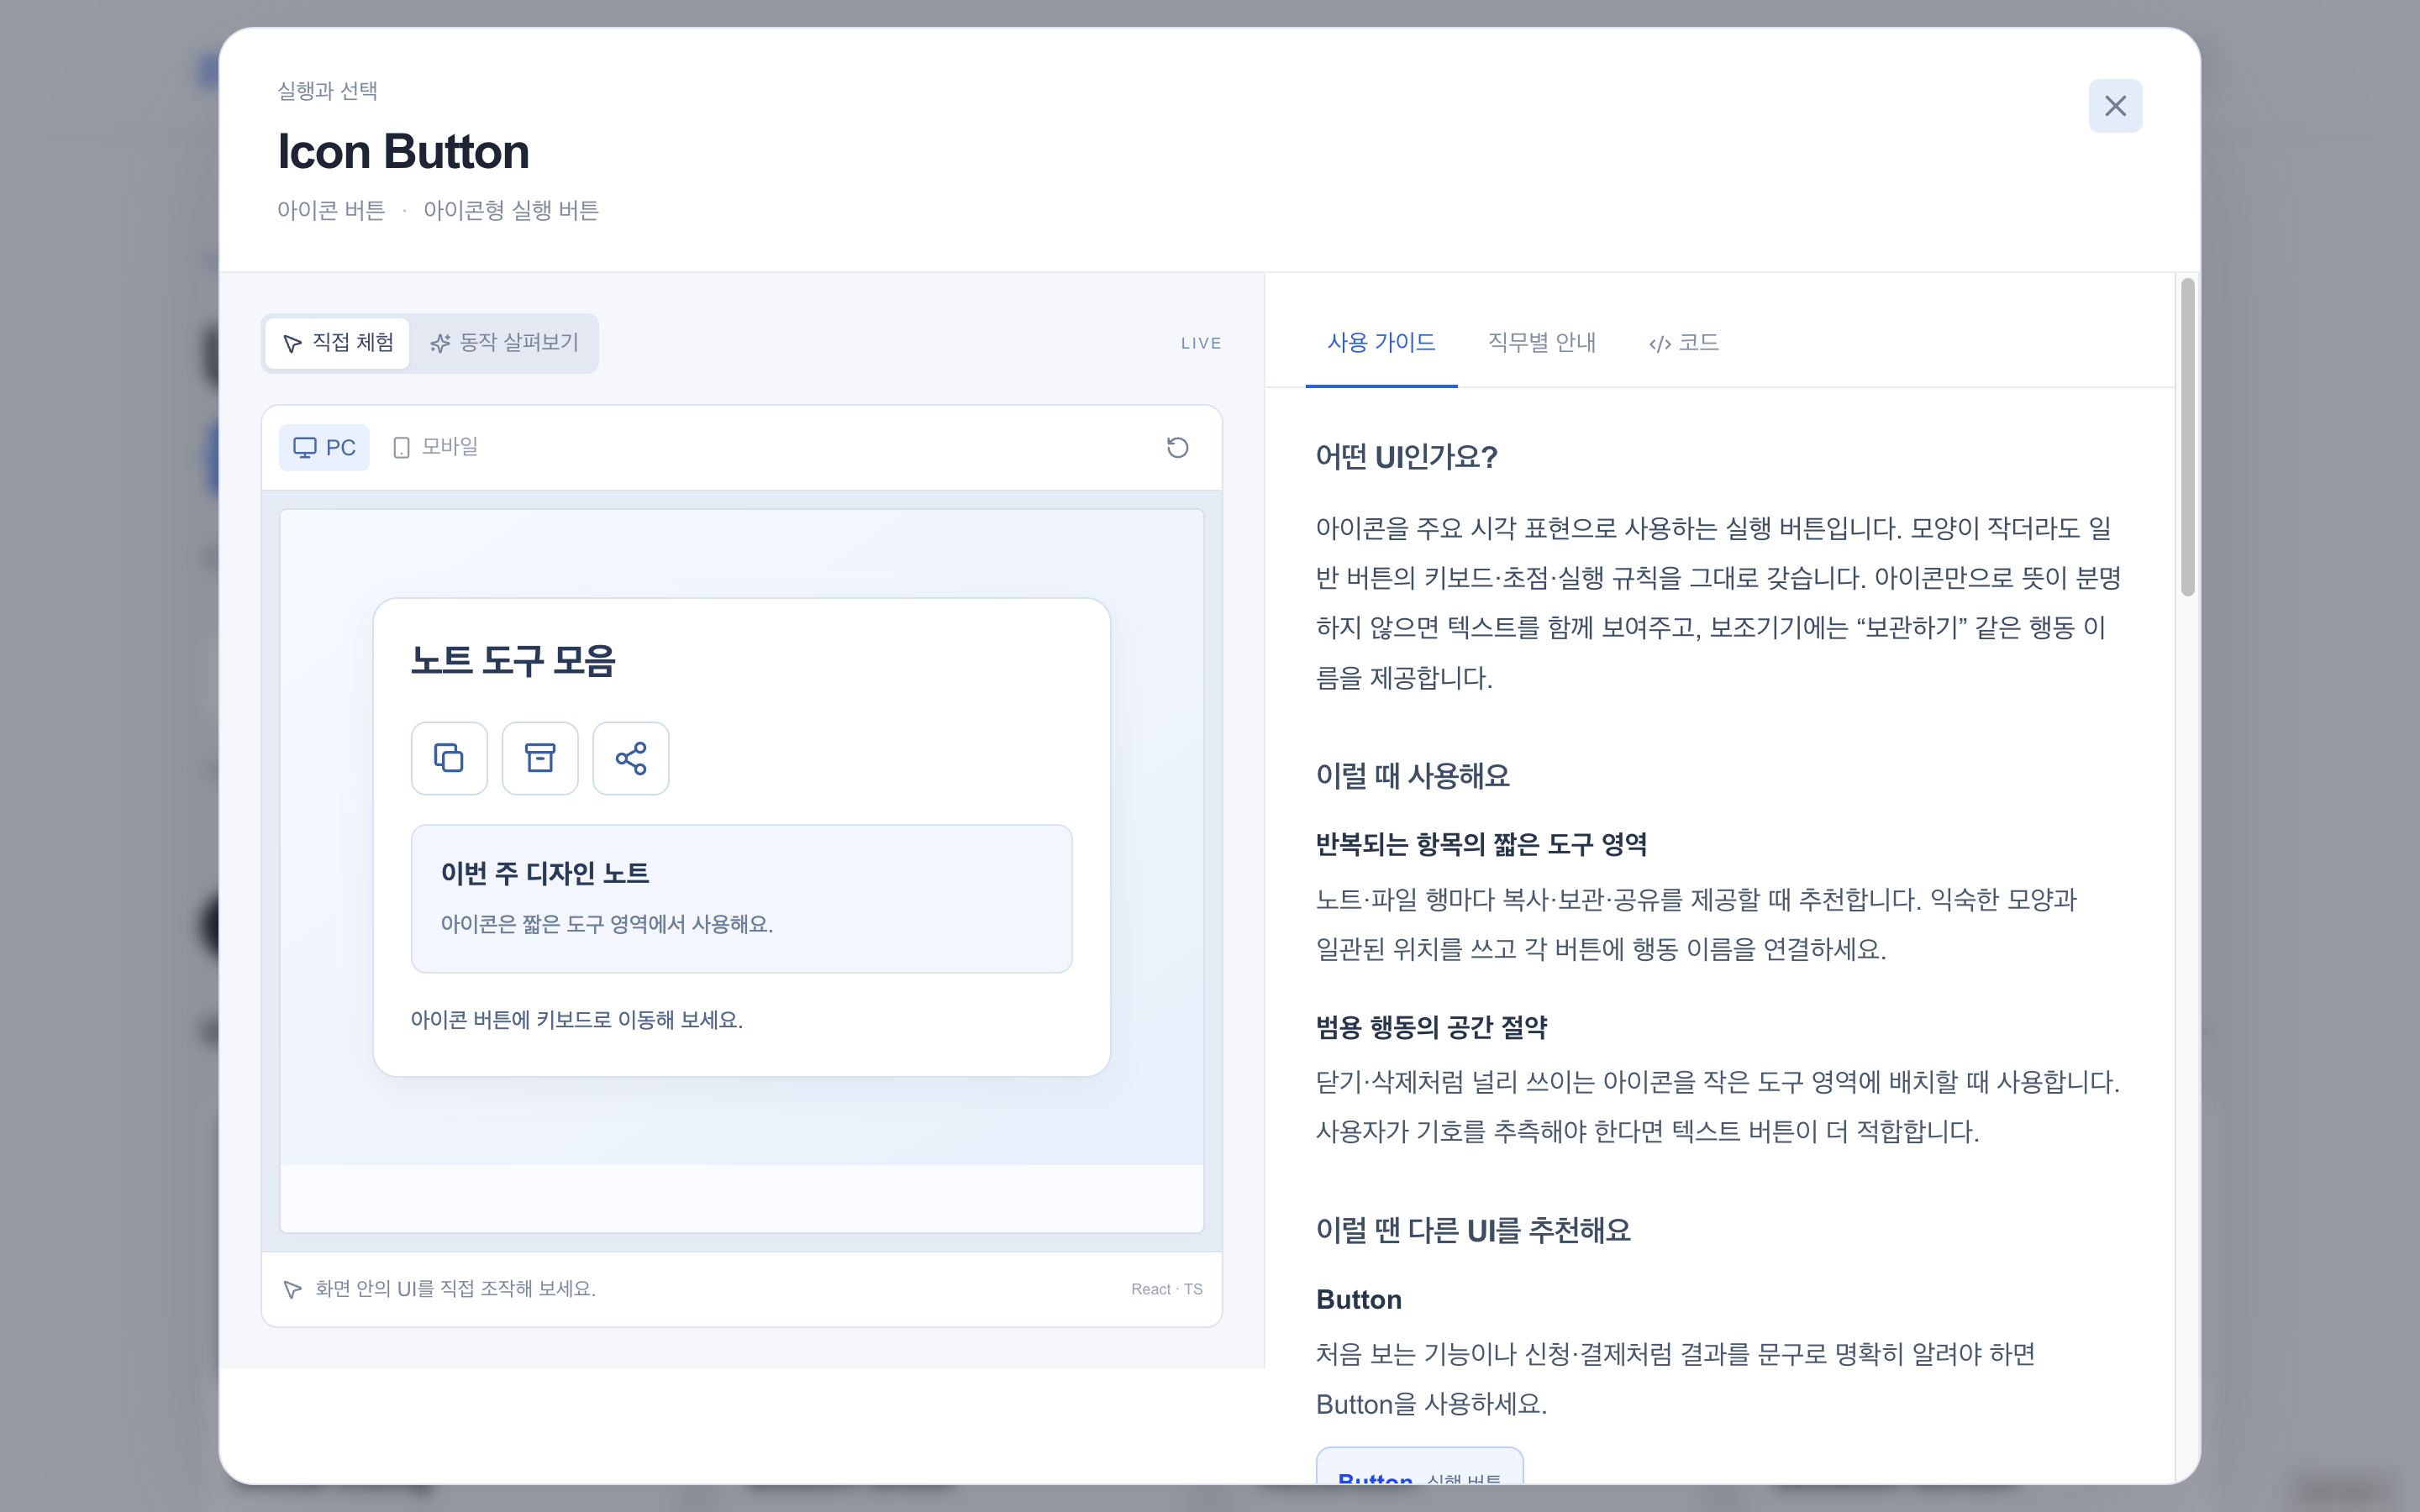 실행과 선택
Icon Button
아이콘 버튼 · 아이콘형 실행 버튼
직접 체험
동작 살펴보기
LIVE
PC
모바일
노트 도구 모음
이번 주 디자인 노트
아이콘은 짧은 도구 영역에서 사용해요.
아이콘 버튼에 키보드로 이동해 보세요.
화면 안의 UI를 직접 조작해 보세요.
React · TS
사용 가이드
직무별 안내
코드
어떤 UI인가요?
아이콘을 주요 시각 표현으로 사용하는 실행 버튼입니다. 모양이 작더라도 일
반 버튼의 키보드·초점·실행 규칙을 그대로 갖습니다. 아이콘만으로 뜻이 분명
하지 않으면 텍스트를 함께 보여주고, 보조기기에는 “보관하기” 같은 행동 이
름을 제공합니다.
이럴 때 사용해요
반복되는 항목의 짧은 도구 영역
노트·파일 행마다 복사·보관·공유를 제공할 때 추천합니다. 익숙한 모양과
일관된 위치를 쓰고 각 버튼에 행동 이름을 연결하세요.
범용 행동의 공간 절약
닫기·삭제처럼 널리 쓰이는 아이콘을 작은 도구 영역에 배치할 때 사용합니다.
사용자가 기호를 추측해야 한다면 텍스트 버튼이 더 적합합니다.
이럴 땐 다른 UI를 추천해요
Button
처음 보는 기능이나 신청·결제처럼 결과를 문구로 명확히 알려야 하면
Button을 사용하세요.
Button 실행 버튼